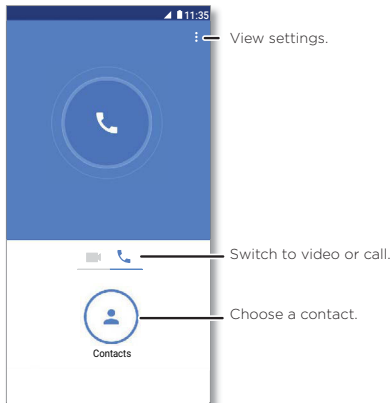 11:35
View settings.
Switch to video or call.
Choose a contact.
Contacts